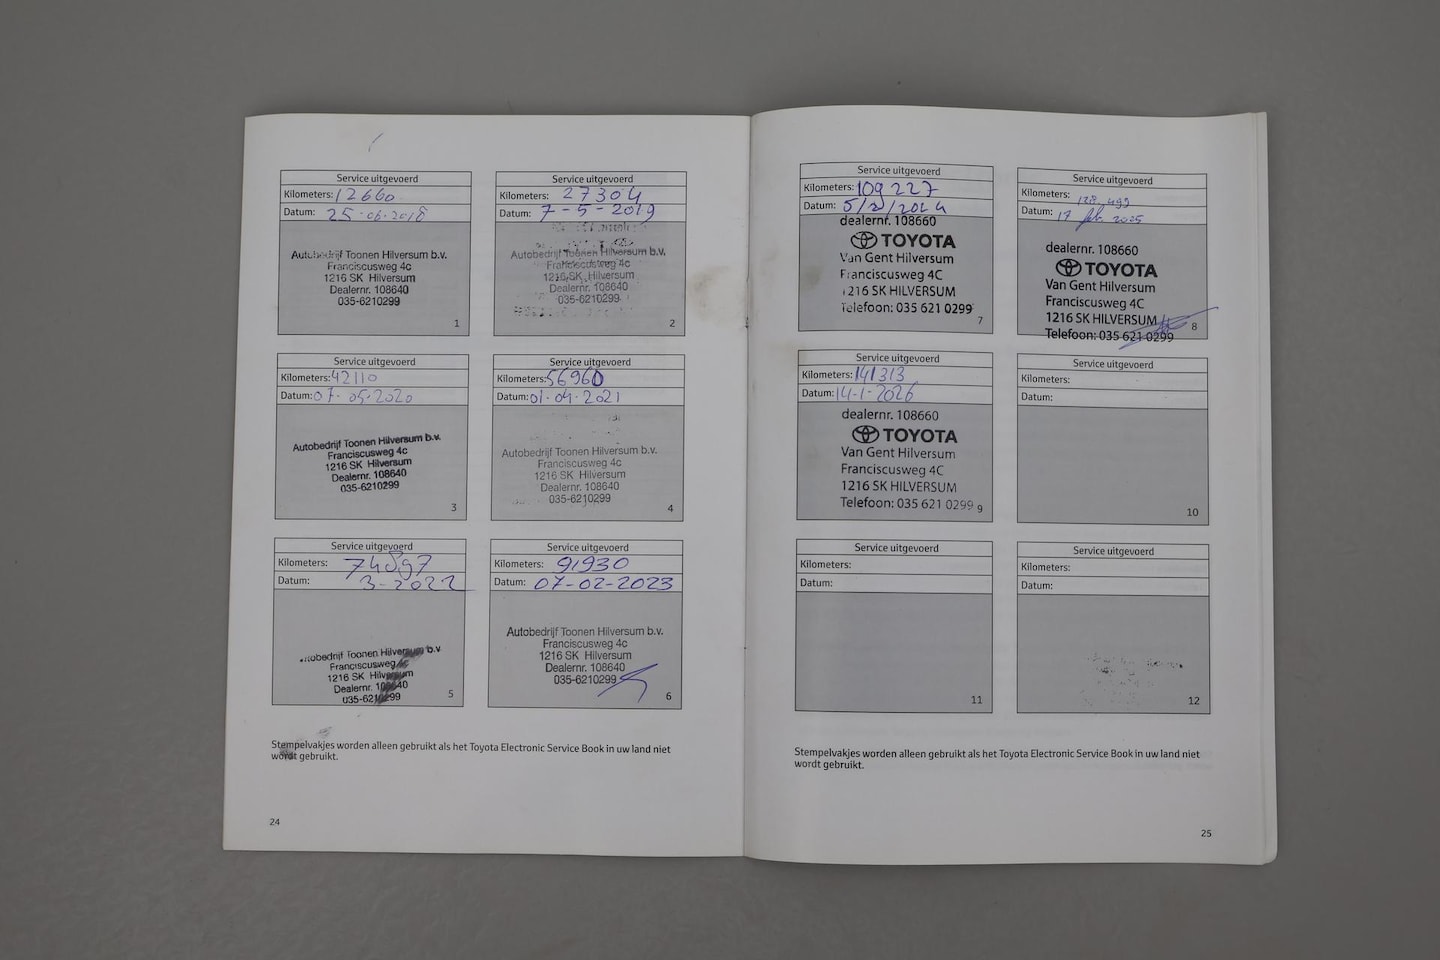 Service uitgevoerd
Kilometers: 12660
Datum: 25-06-2018
Autobedrijf Toonen Hilversum b.v.
Franciscusweg 4c
1216 SK Hilversum
Dealernr. 108640
035-6210299
1
Service uitgevoerd
Kilometers: 27304
Datum: 7-5-2019
Autobedrijf Toonen Hilversum b.v.
Franciscusweg 4c
1216 SK Hilversum
Dealernr. 108640
035-6210299
2
Service uitgevoerd
Kilometers: 42110
Datum: 07-05-2020
Autobedrijf Toonen Hilversum b.v.
Franciscusweg 4c
1216 SK Hilversum
Dealernr. 108640
035-6210299
3
Service uitgevoerd
Kilometers: 56960
Datum: 01-04-2021
Autobedrijf Toonen Hilversum b.v.
Franciscusweg 4c
1216 SK Hilversum
Dealernr. 108640
035-6210299
4
Service uitgevoerd
Kilometers:
Datum: 3-2022
Autobedrijf Toonen Hilversum b.v
Franciscusweg 4c
1216 SK Hilversum
Dealernr. 108640
035-6210299
5
Service uitgevoerd
Kilometers: 91930
Datum: 07-02-2023
Autobedrijf Toonen Hilversum b.v.
Franciscusweg 4c
1216 SK Hilversum
Dealernr. 108640
035-6210299
6
Stempelvakjes worden alleen gebruikt als het Toyota Electronic Service Book in uw land niet
wordt gebruikt.
24
Service uitgevoerd
Kilometers: 109227
Datum: 5/2/2024
dealernr. 108660
TOYOTA
Van Gent Hilversum
Franciscusweg 4C
1216 SK HILVERSUM
Telefoon: 035 621 0299
7
Service uitgevoerd
Kilometers: 128.499
Datum: 17 feb. 2025
dealernr. 108660
TOYOTA
Van Gent Hilversum
Franciscusweg 4C
1216 SK HILVERSUM
Telefoon: 035 621 0299
8
Service uitgevoerd
Kilometers: 141313
Datum: 14-1-2026
dealernr. 108660
TOYOTA
Van Gent Hilversum
Franciscusweg 4C
1216 SK HILVERSUM
Telefoon: 035 621 0299
9
Service uitgevoerd
Kilometers:
Datum:
10
Service uitgevoerd
Kilometers:
Datum:
11
Service uitgevoerd
Kilometers:
Datum:
12
Stempelvakjes worden alleen gebruikt als het Toyota Electronic Service Book in uw land niet
wordt gebruikt.
25